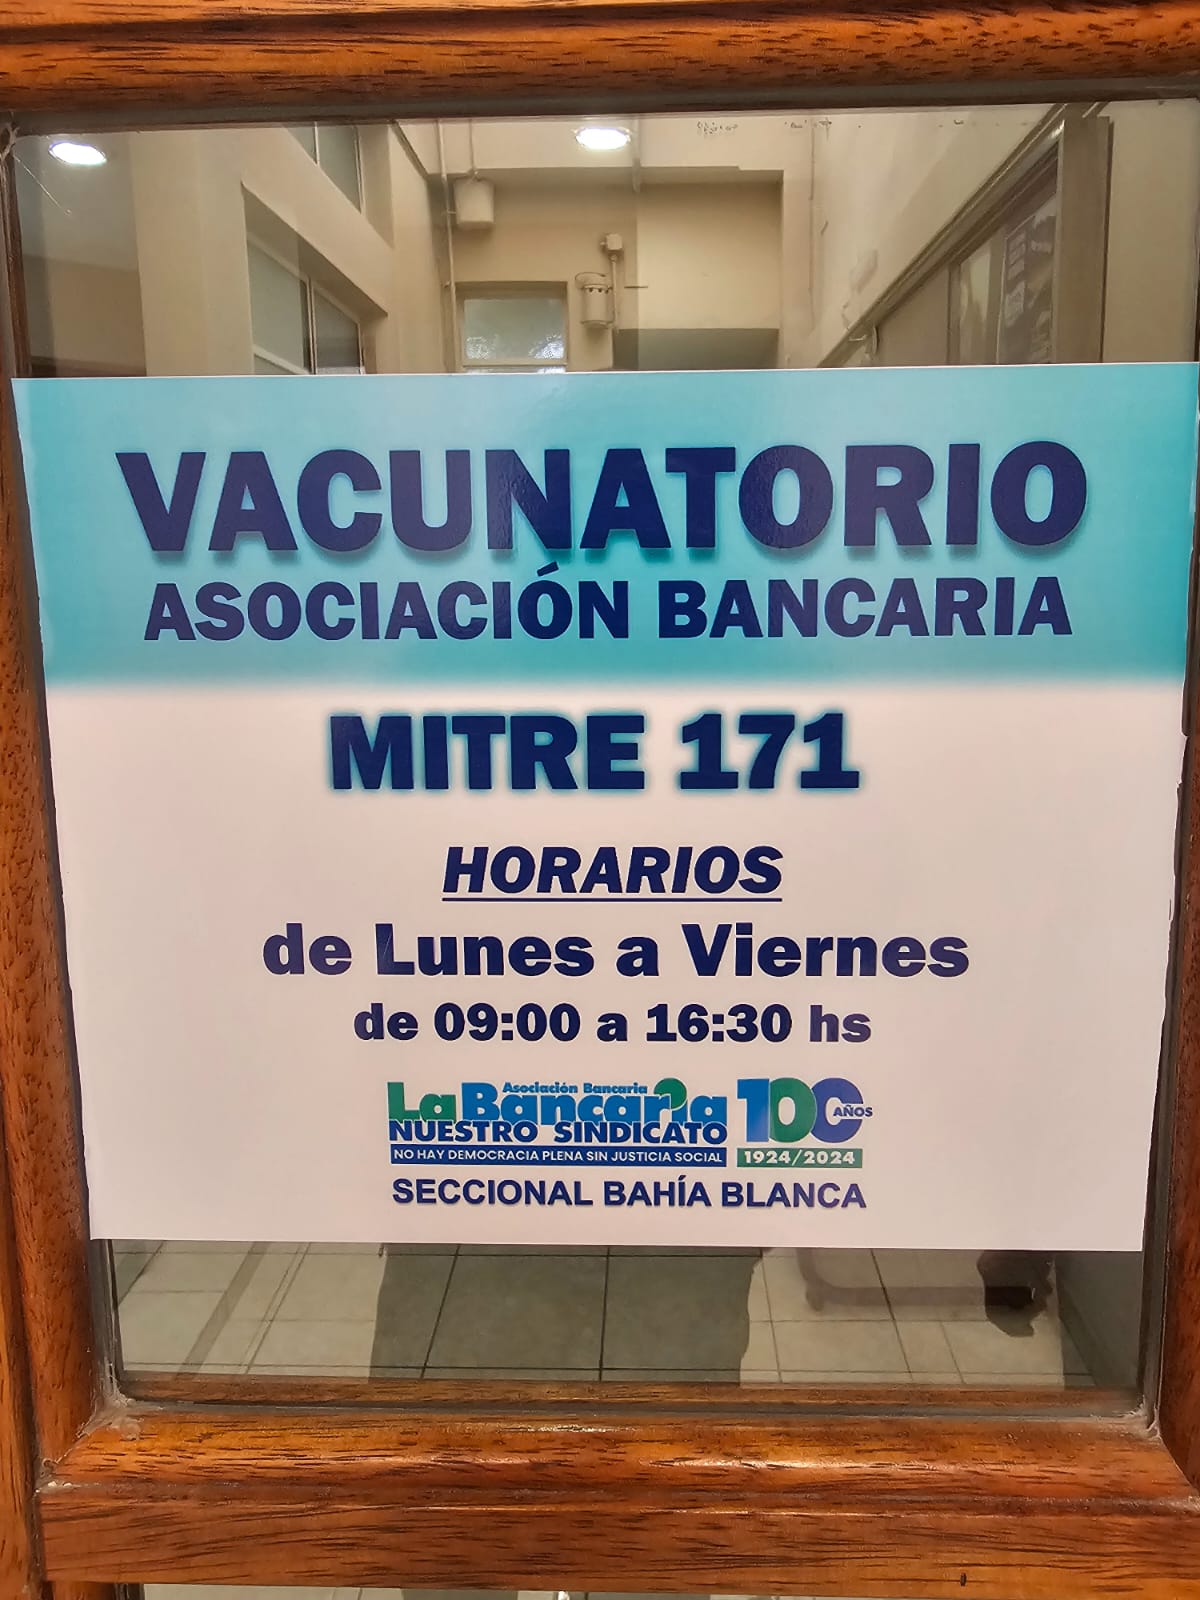 VACUNATORIO
ASOCIACIÓN BANCARIA
MITRE 171
HORARIOS
de Lunes a Viernes
de 09:00 a 16:30 hs
Asociación Bancaria
La Bancaria
NUESTRO SINDICATO
NO HAY DEMOCRACIA PLENA SIN JUSTICIA SOCIAL
100 AÑOS
1924/2024
SECCIONAL BAHÍA BLANCA